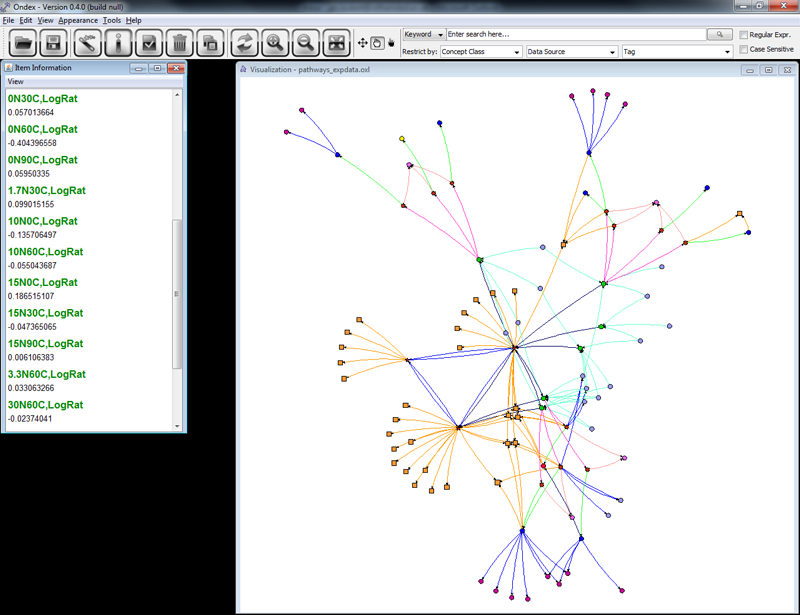 Ondex - Version 0.4.0 (build null)
File Edit View Appearance Tools Help
Keyword Enter search here...
Regular Expr.
Restrict by: Concept Class Data Source Tag
Case Sensitive
Item Information
View
0N30C,LogRat
0.057013664
0N60C,LogRat
-0.404396558
0N90C,LogRat
0.05950335
1.7N30C,LogRat
0.099015155
10N0C,LogRat
-0.135706497
10N60C,LogRat
-0.055043687
15N0C,LogRat
0.186515107
15N30C,LogRat
-0.047365065
15N90C,LogRat
0.006106383
3.3N60C,LogRat
0.033063266
30N60C,LogRat
-0.02374041
Visualization - pathways_expdata.oxl